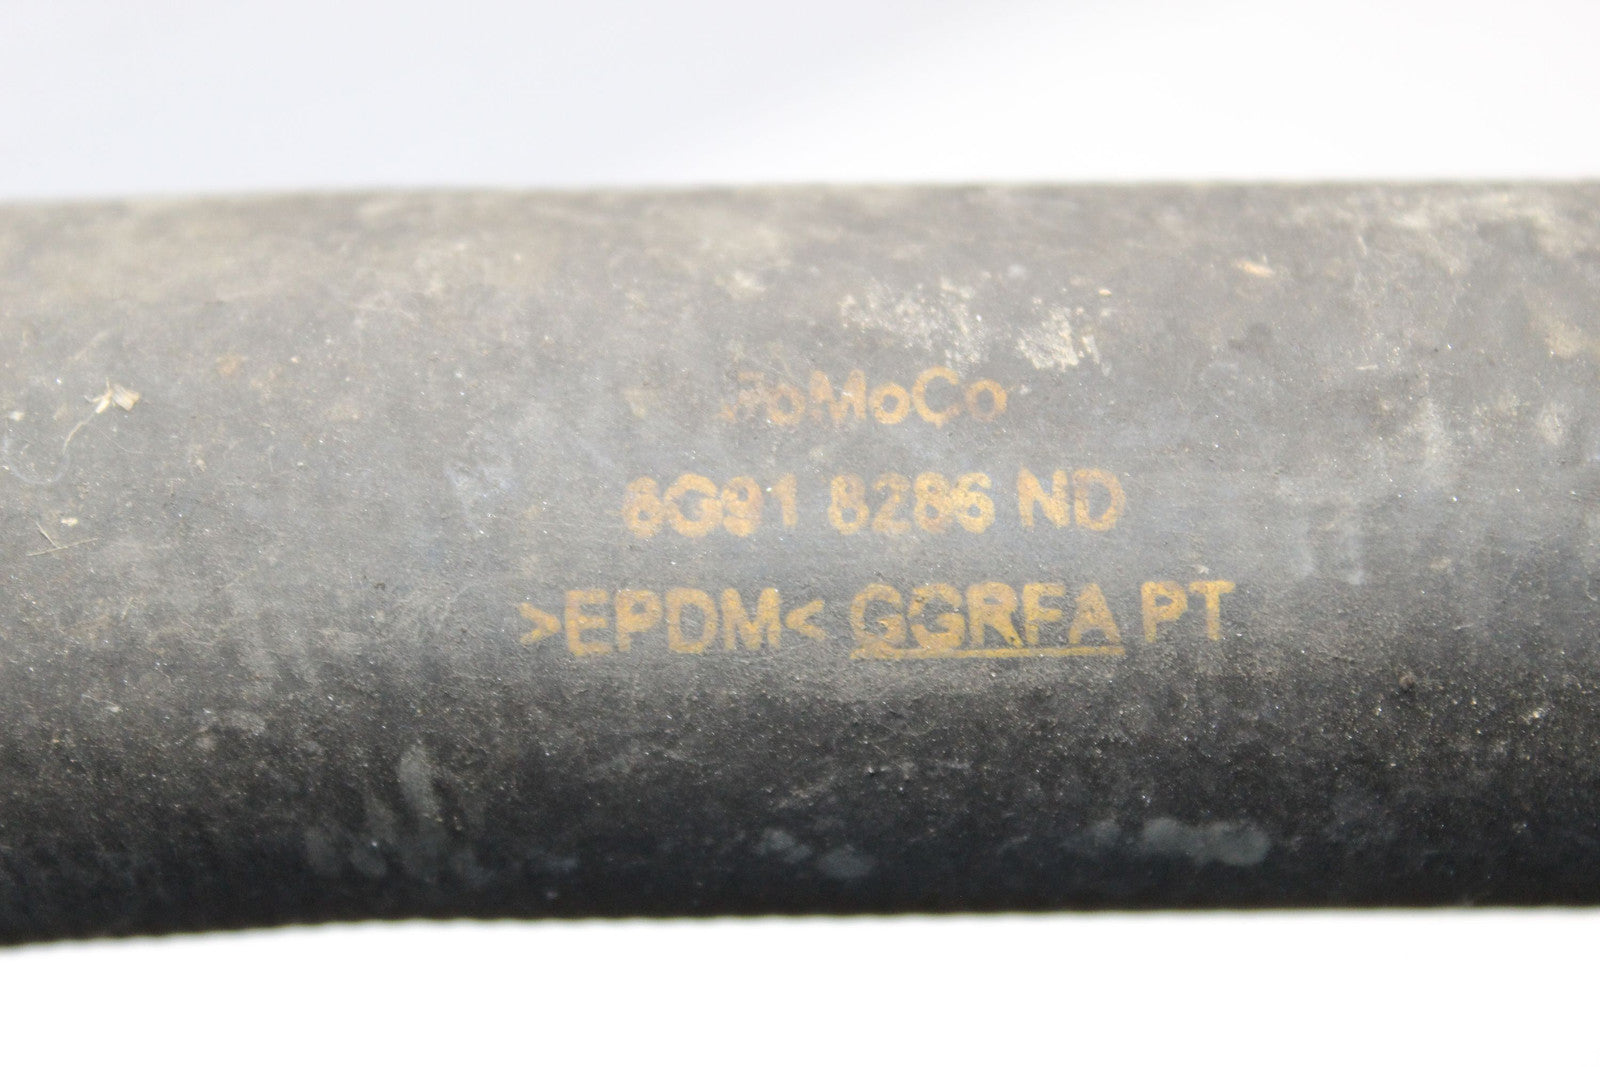 FoMoCo
6G91 8286 ND
>EPDM< GGRFA PT